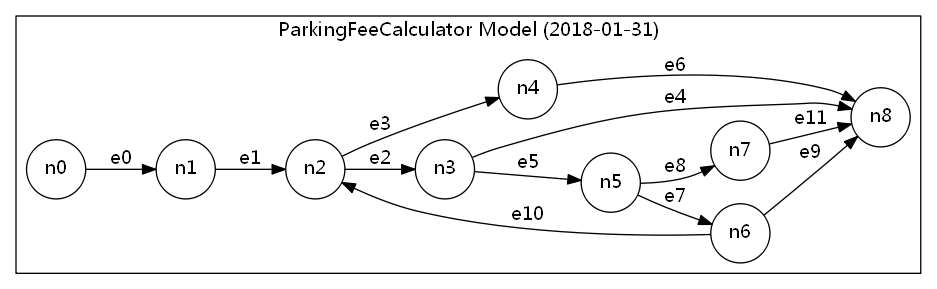 ParkingFeeCalculator Model (2018-01-31)
n0
e0
n1
e1
n2
e3
e2
n4
n3
e6
e4
e5
n5
e8
e7
n7
n6
e11
e9
n8
e10